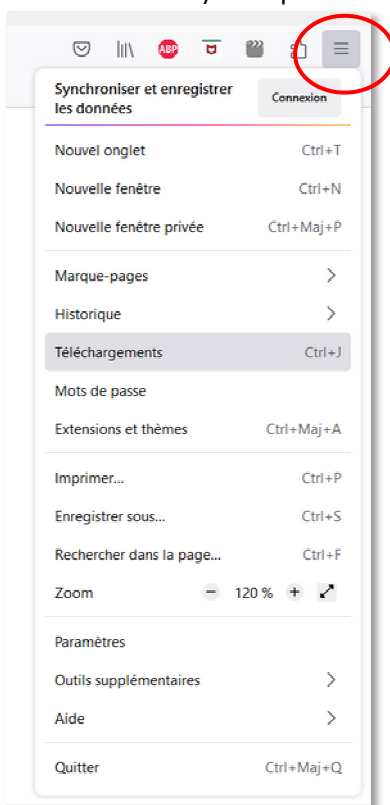 ABP
Synchroniser et enregistrer
les données
Connexion
Nouvel onglet Ctrl+T
Nouvelle fenêtre Ctrl+N
Nouvelle fenêtre privée Ctrl+Maj+P
Marque-pages
Historique
Téléchargements Ctrl+J
Mots de passe
Extensions et thèmes Ctrl+Maj+A
Imprimer... Ctrl+P
Enregistrer sous... Ctrl+S
Rechercher dans la page... Ctrl+F
Zoom − 120 % +
Paramètres
Outils supplémentaires
Aide
Quitter Ctrl+Maj+Q